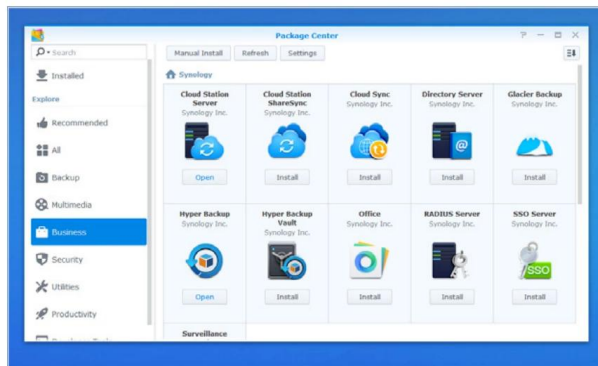 Package Center
Search
Manual Install
Refresh
Settings
Installed
Synology
Explore
Recommended
All
Backup
Multimedia
Business
Security
Utilities
Productivity
Cloud Station
Server
Synology Inc.
Open
Cloud Station
ShareSync
Synology Inc.
Install
Cloud Sync
Synology Inc.
Install
Directory Server
Synology Inc.
@
Install
Glacier Backup
Synology Inc.
Install
Hyper Backup
Synology Inc.
Open
Hyper Backup
Vault
Synology Inc.
Install
Office
Synology Inc.
Install
RADIUS Server
Synology Inc.
Install
SSO Server
Synology Inc.
SSO
Install
Surveillance